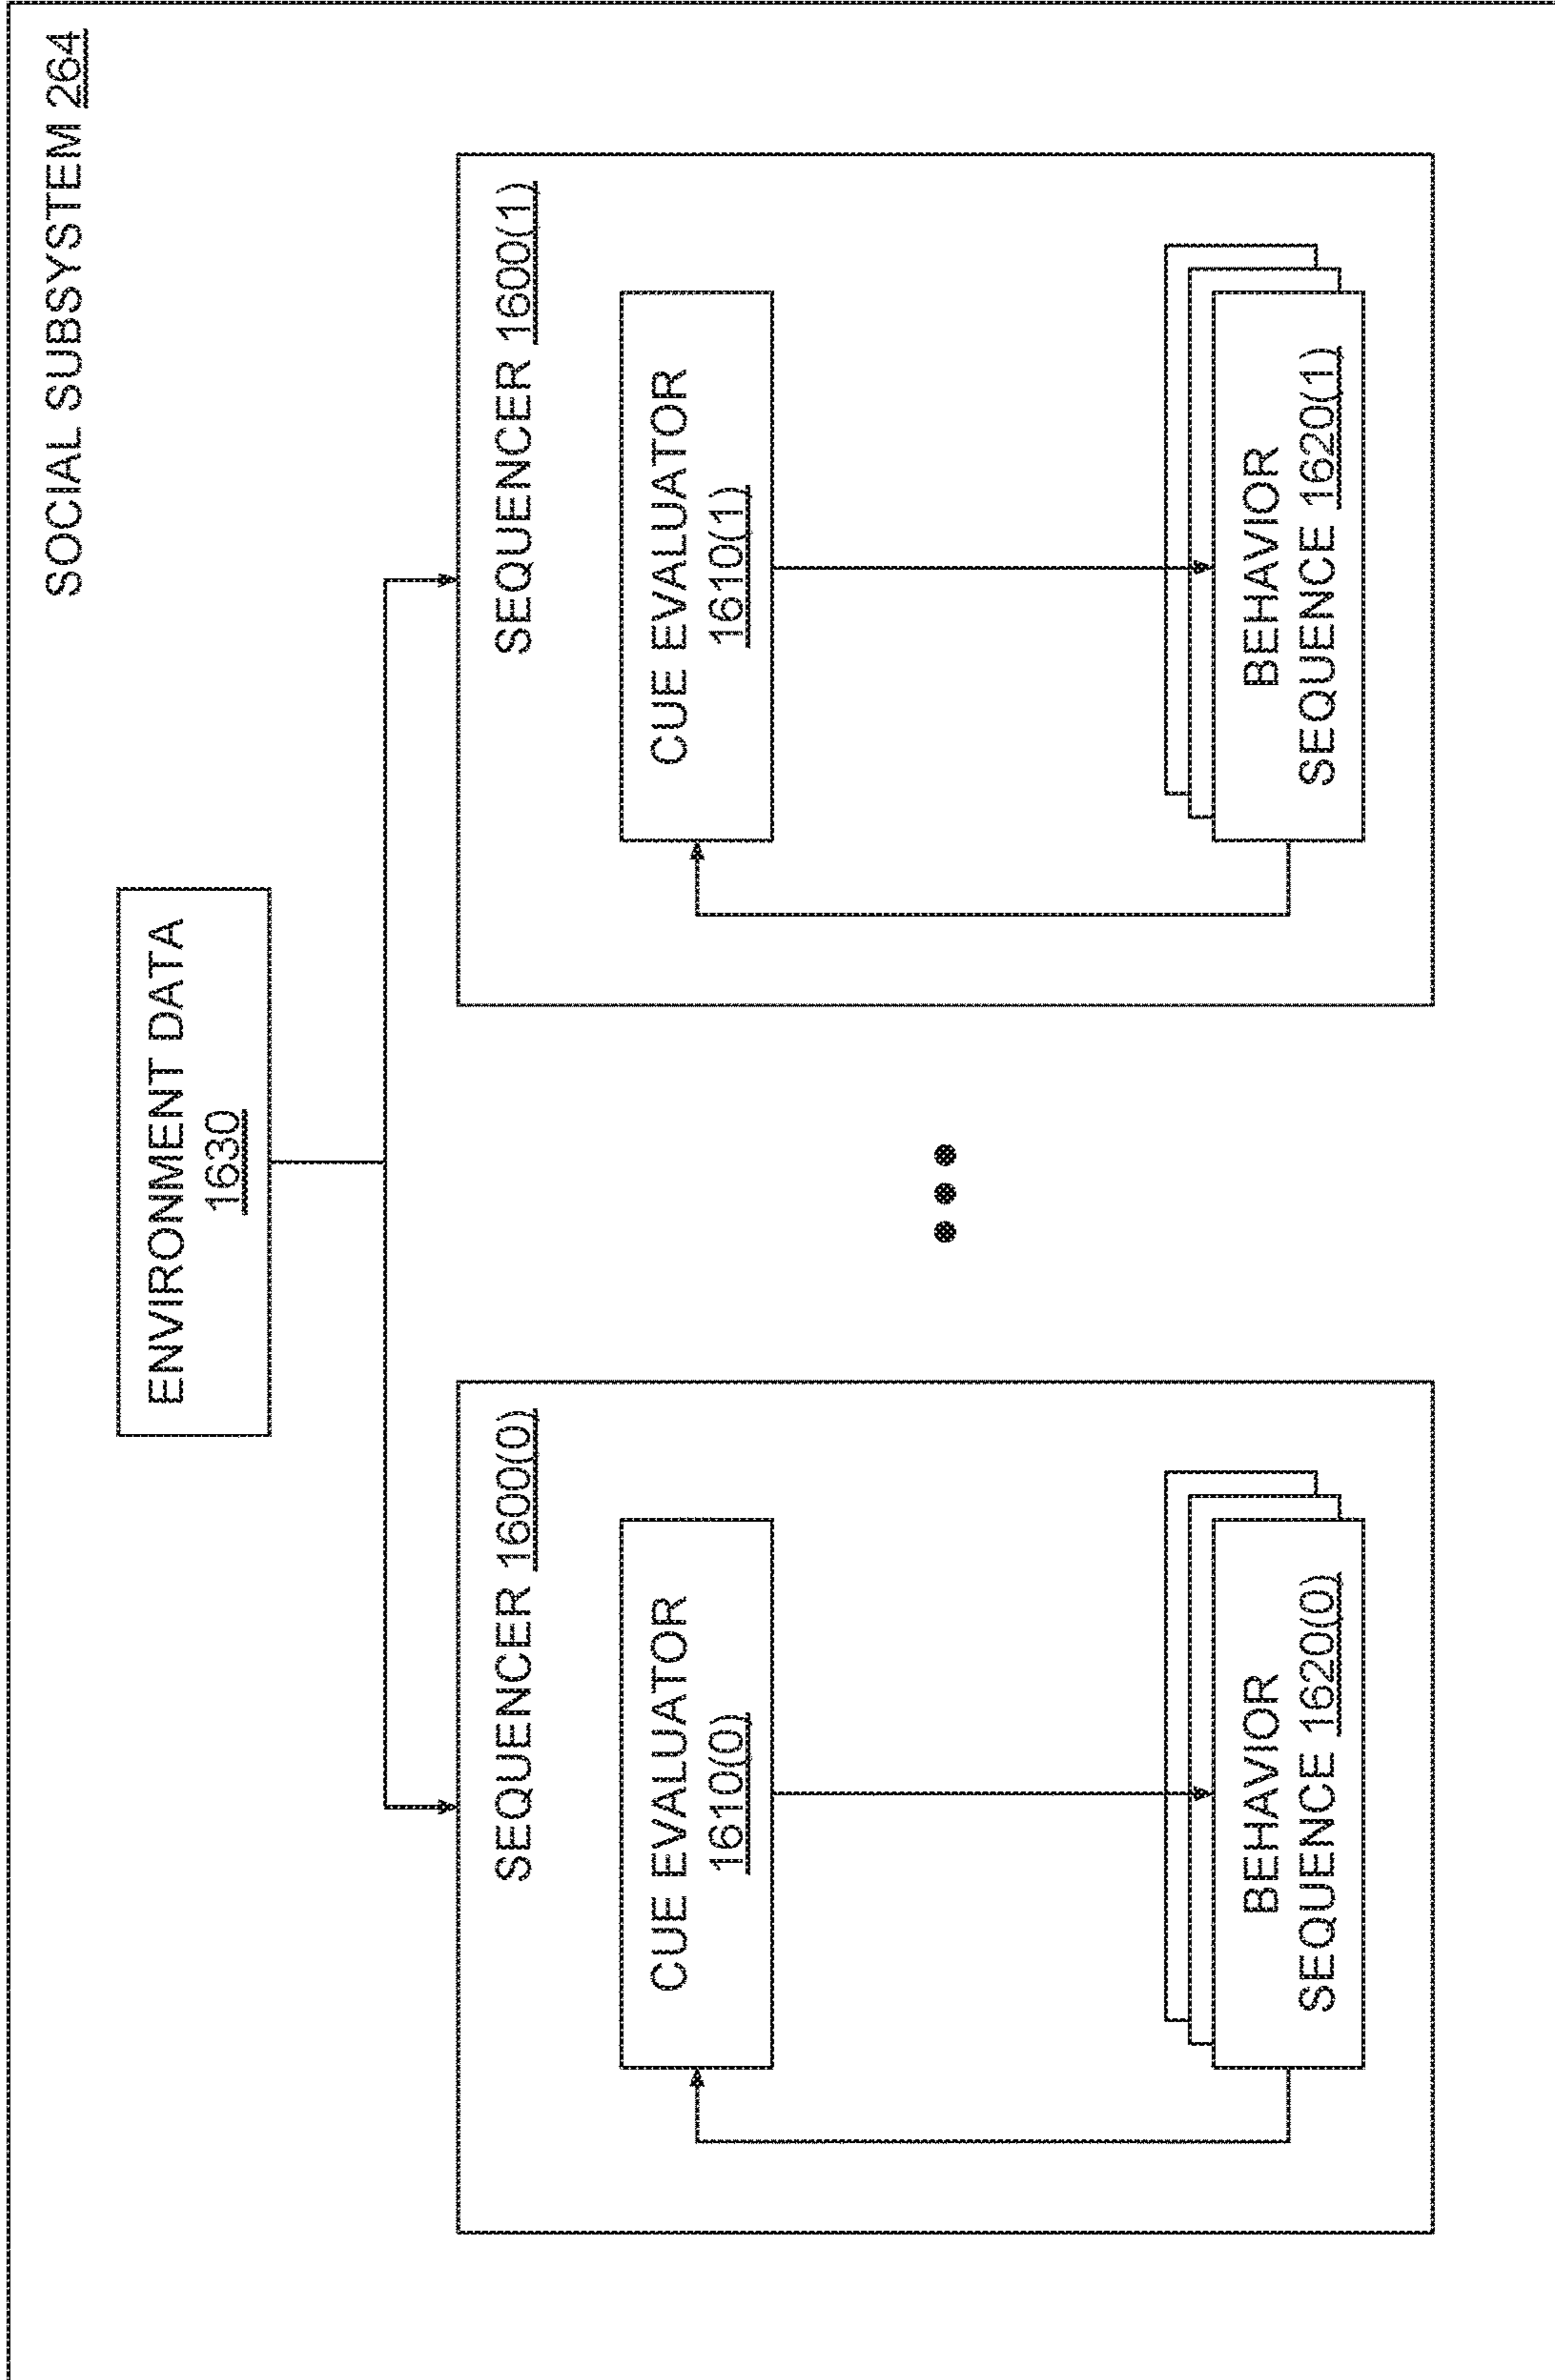 SOCIAL SUBSYSTEM 264
ENVIRONMENT DATA
1630
SEQUENCER 1600(0)
CUE EVALUATOR
1610(0)
BEHAVIOR
SEQUENCE 1620(0)
SEQUENCER 1600(1)
CUE EVALUATOR
1610(1)
BEHAVIOR
SEQUENCE 1620(1)